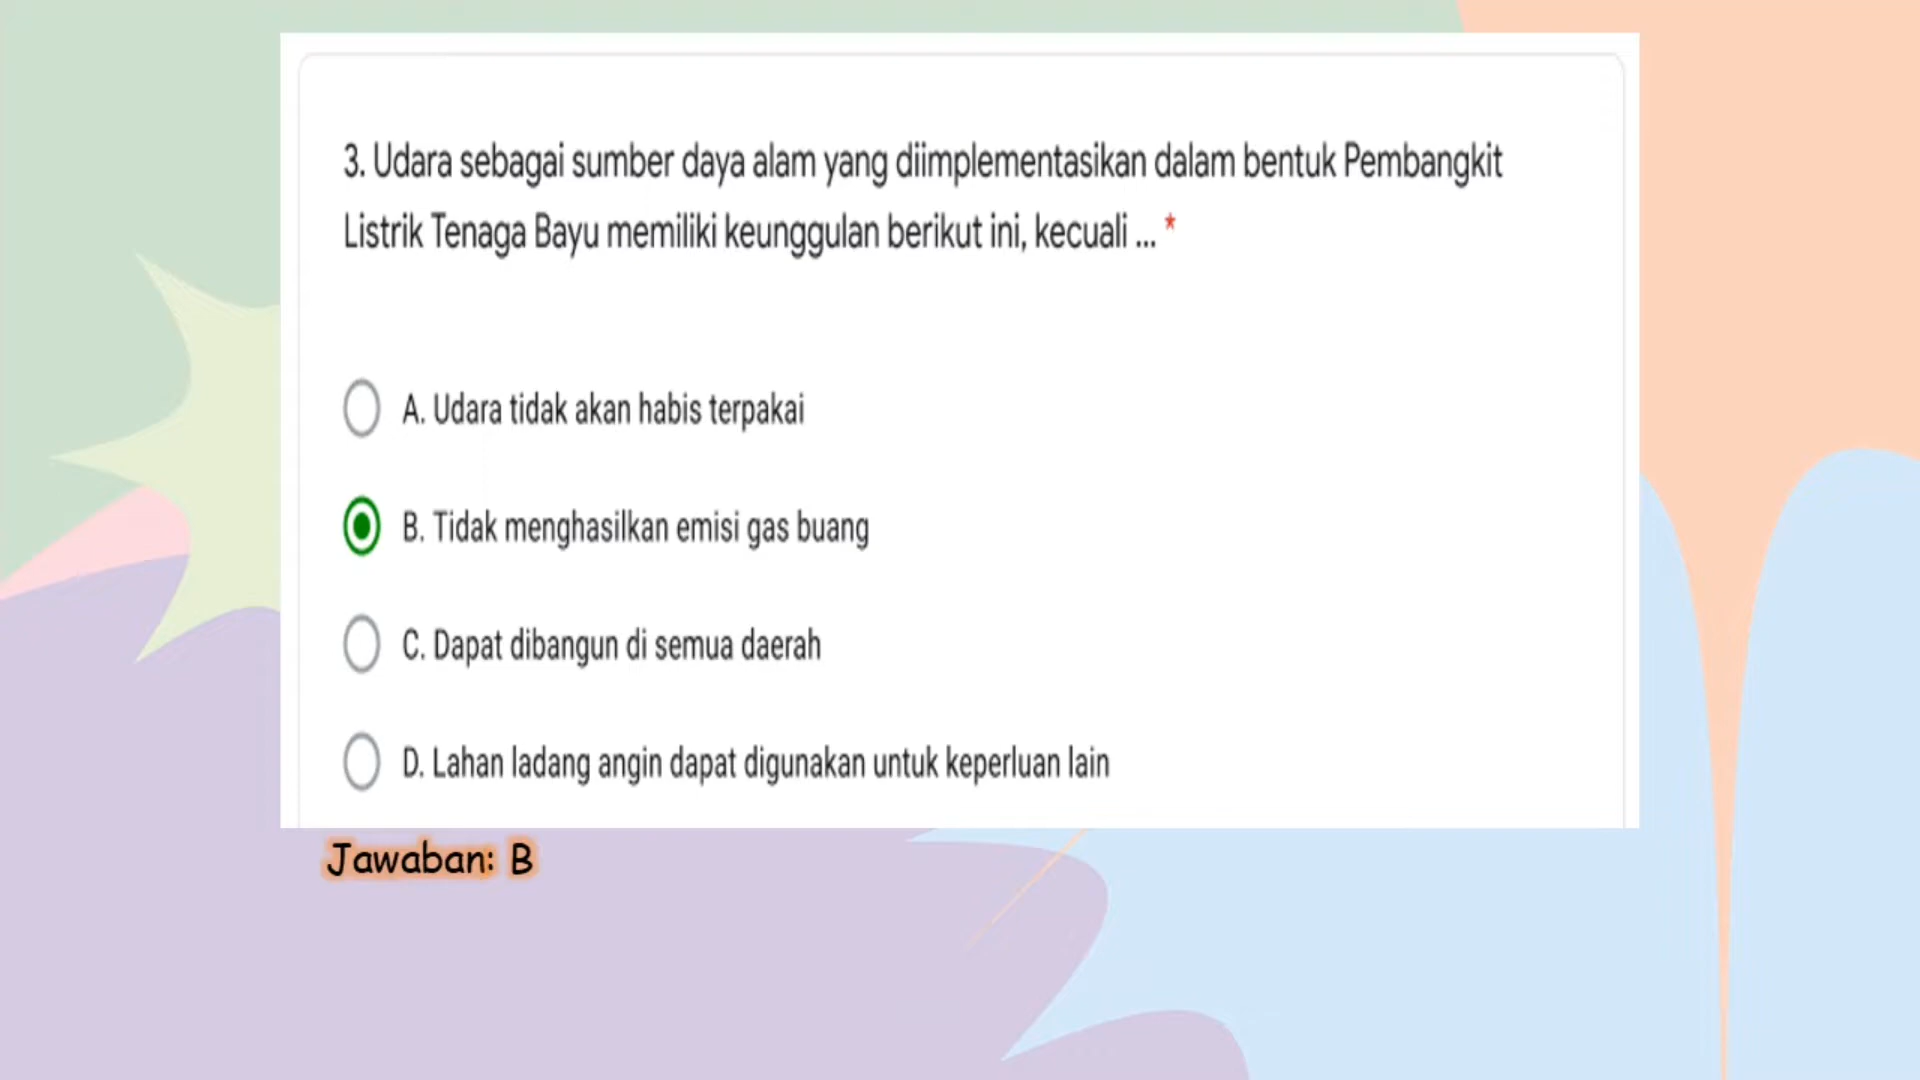 3. Udara sebagai sumber daya alam yang diimplementasikan dalam bentuk Pembangkit
Listrik Tenaga Bayu memiliki keunggulan berikut ini, kecuali ... *
A. Udara tidak akan habis terpakai
B. Tidak menghasilkan emisi gas buang
C. Dapat dibangun di semua daerah
D. Lahan ladang angin dapat digunakan untuk keperluan lain
Jawaban: B